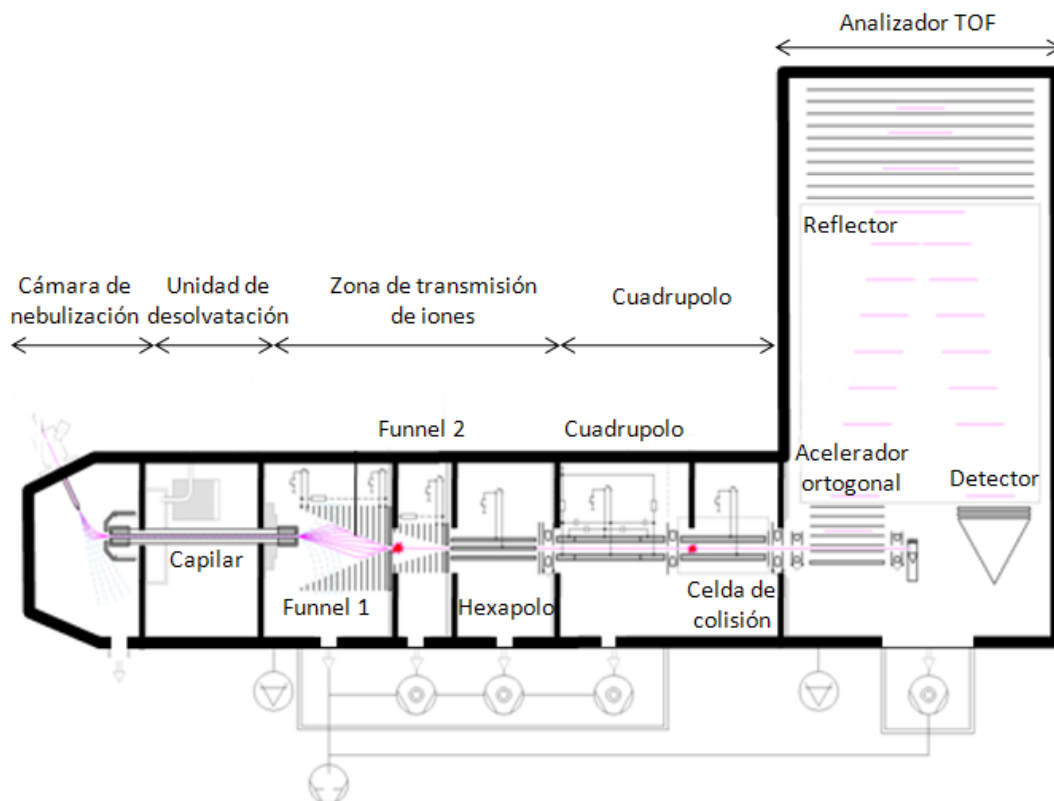 Analizador TOF
Reflector
Cámara de
nebulización
Unidad de
desolvatación
Zona de transmisión
de iones
Cuadrupolo
Funnel 2
Cuadrupolo
Acelerador
ortogonal
Detector
Capilar
Funnel 1
Hexapolo
Celda de
colisión